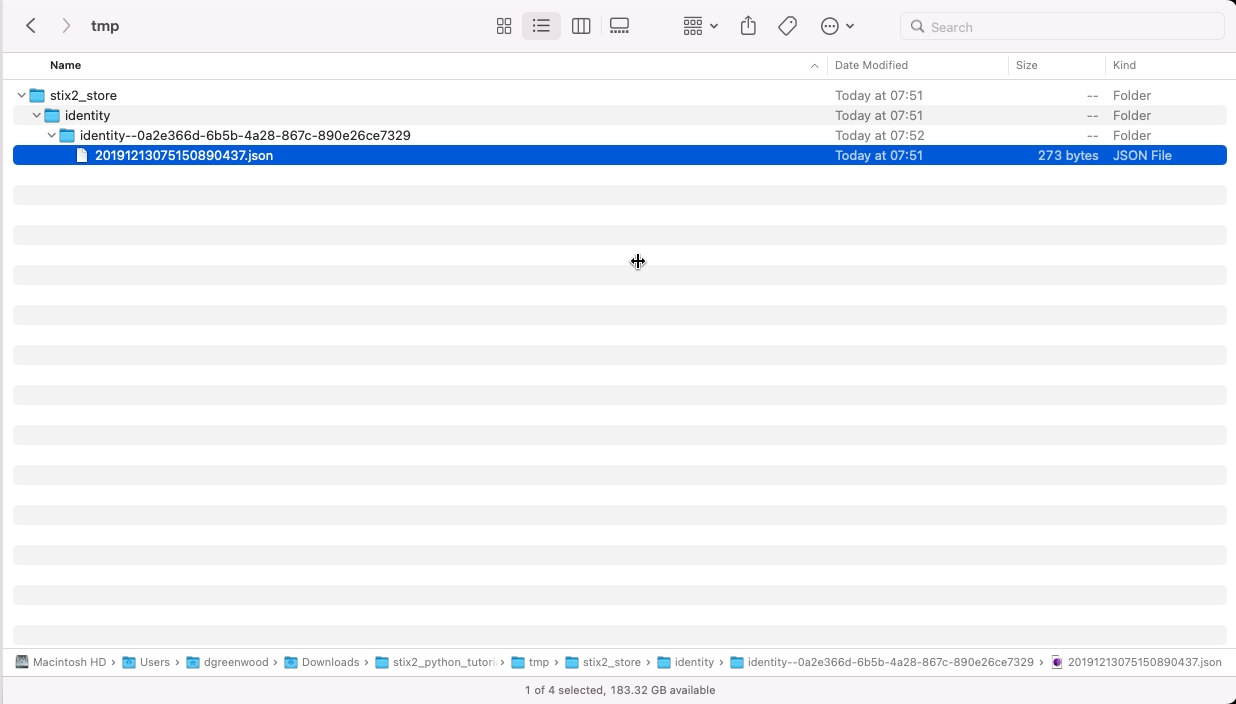 tmp
Search
Name Date Modified Size Kind
stix2_store Today at 07:51 -- Folder
identity Today at 07:51 -- Folder
identity--0a2e366d-6b5b-4a28-867c-890e26ce7329 Today at 07:52 -- Folder
20191213075150890437.json Today at 07:51 273 bytes JSON File
Macintosh HD › Users › dgreenwood › Downloads › stix2_python_tutori › tmp › stix2_store › identity › identity--0a2e366d-6b5b-4a28-867c-890e26ce7329 › 20191213075150890437.json
1 of 4 selected, 183.32 GB available